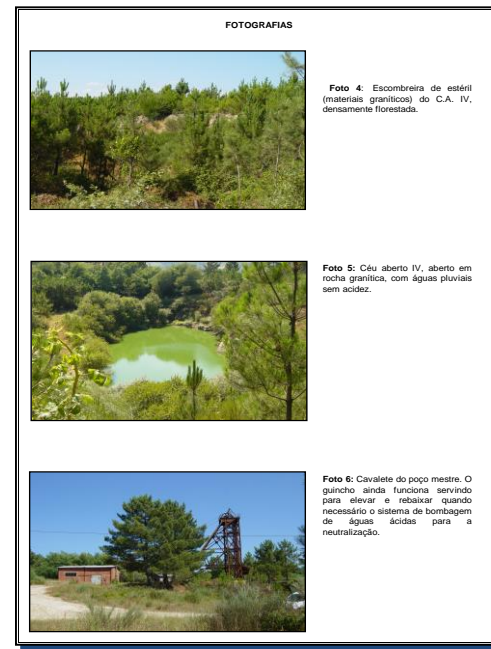 FOTOGRAFIAS
Foto 4: Escombreira de estéril
(materiais graníticos) do C.A. IV,
densamente florestada.
Foto 5: Céu aberto IV, aberto em
rocha granítica, com águas pluviais
sem acidez.
Foto 6: Cavalete do poço mestre. O
guincho ainda funciona servindo
para elevar e rebaixar quando
necessário o sistema de bombagem
de águas ácidas para a
neutralização.